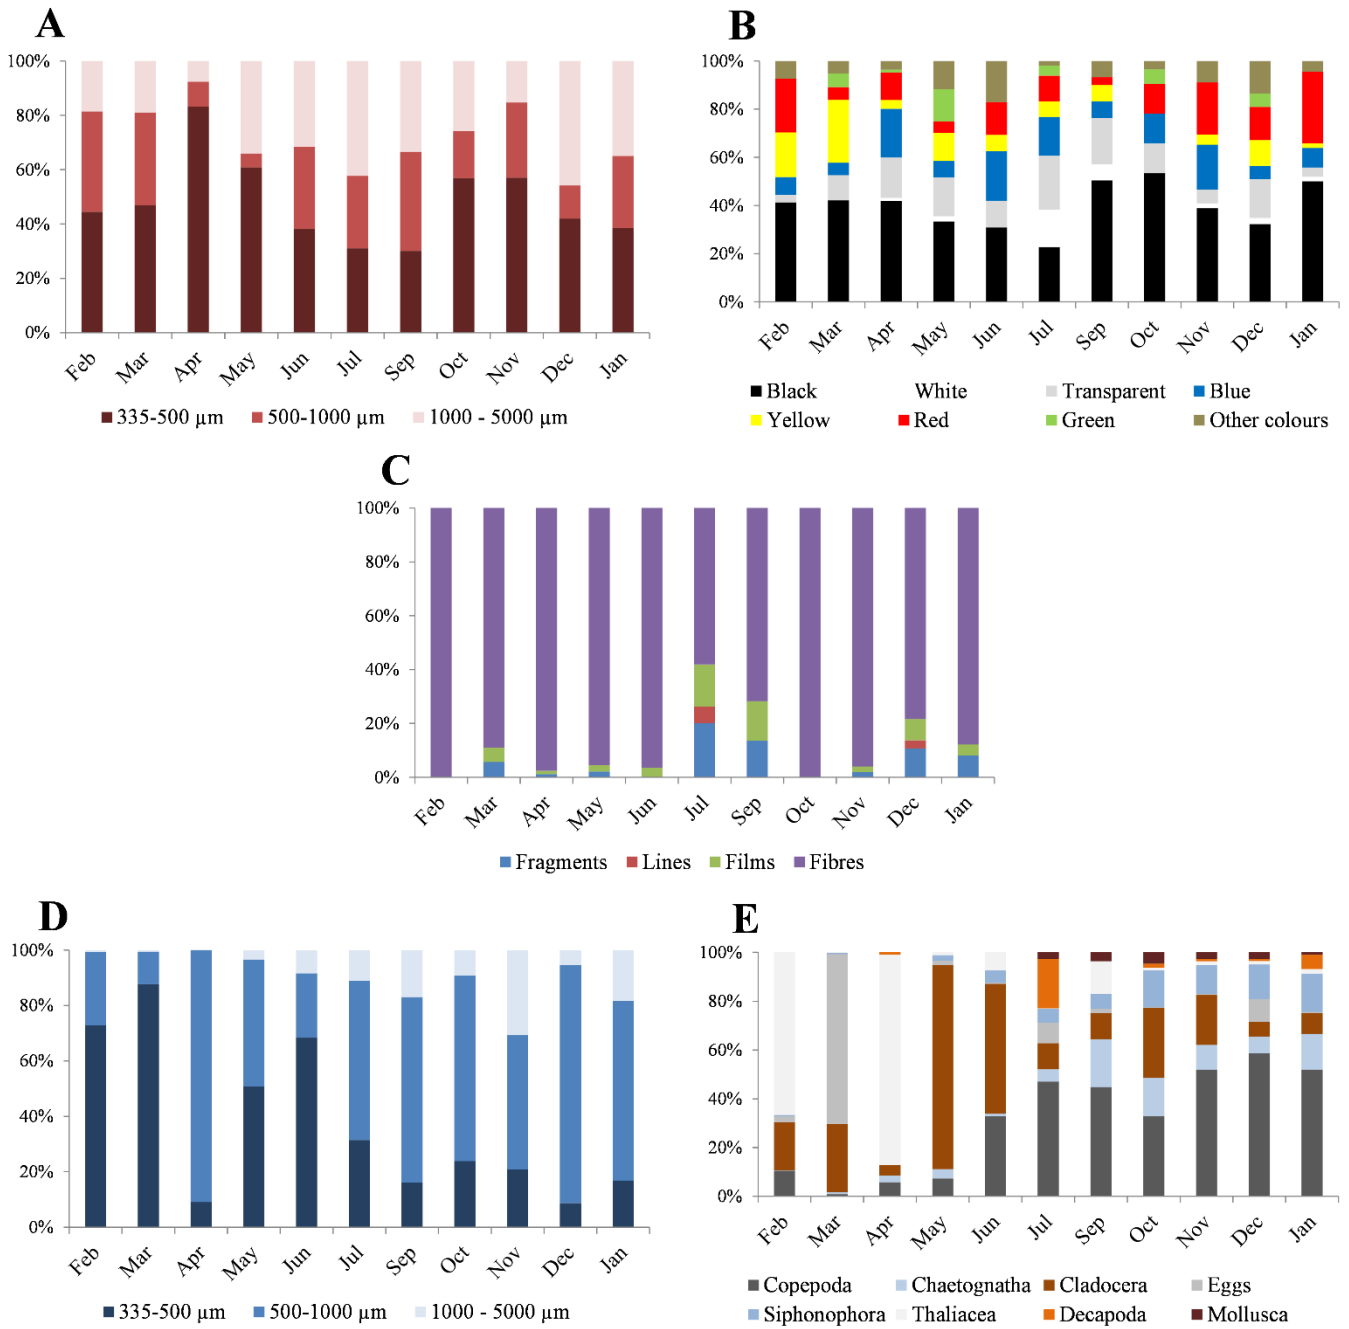 A
100%
80%
60%
40%
20%
0%
Feb Mar Apr May Jun Jul Sep Oct Nov Dec Jan
335-500 µm 500-1000 µm 1000 - 5000 µm
B
100%
80%
60%
40%
20%
0%
Feb Mar Apr May Jun Jul Sep Oct Nov Dec Jan
Black White Transparent Blue
Yellow Red Green Other colours
C
100%
80%
60%
40%
20%
0%
Feb Mar Apr May Jun Jul Sep Oct Nov Dec Jan
Fragments Lines Films Fibres
D
100%
80%
60%
40%
20%
0%
Feb Mar Apr May Jun Jul Sep Oct Nov Dec Jan
335-500 µm 500-1000 µm 1000 - 5000 µm
E
100%
80%
60%
40%
20%
0%
Feb Mar Apr May Jun Jul Sep Oct Nov Dec Jan
Copepoda Chaetognatha Cladocera Eggs
Siphonophora Thaliacea Decapoda Mollusca